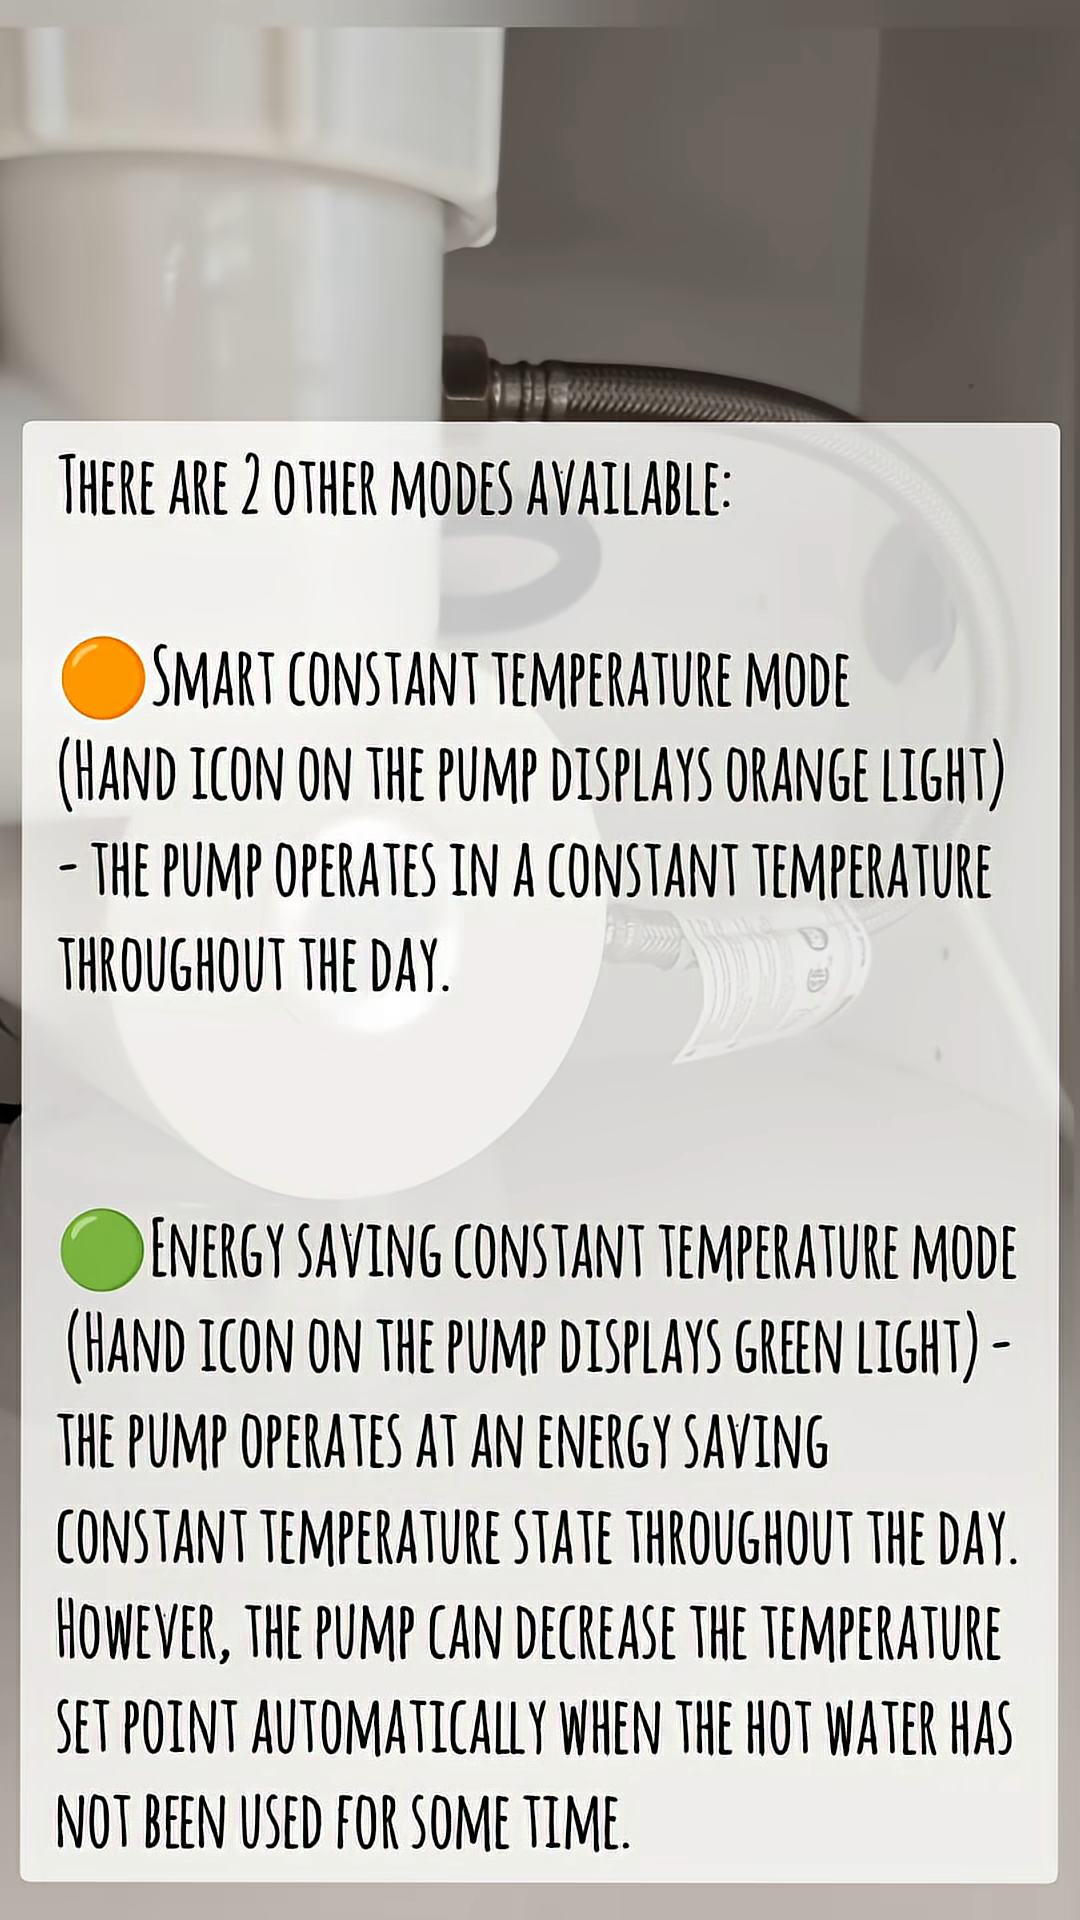 There are 2 other modes available:
🟠Smart constant temperature mode
(Hand icon on the pump displays orange light)
- the pump operates in a constant temperature
throughout the day.
🟢Energy saving constant temperature mode
(Hand icon on the pump displays green light) -
the pump operates at an energy saving
constant temperature state throughout the day.
However, the pump can decrease the temperature
set point automatically when the hot water has
not been used for some time.